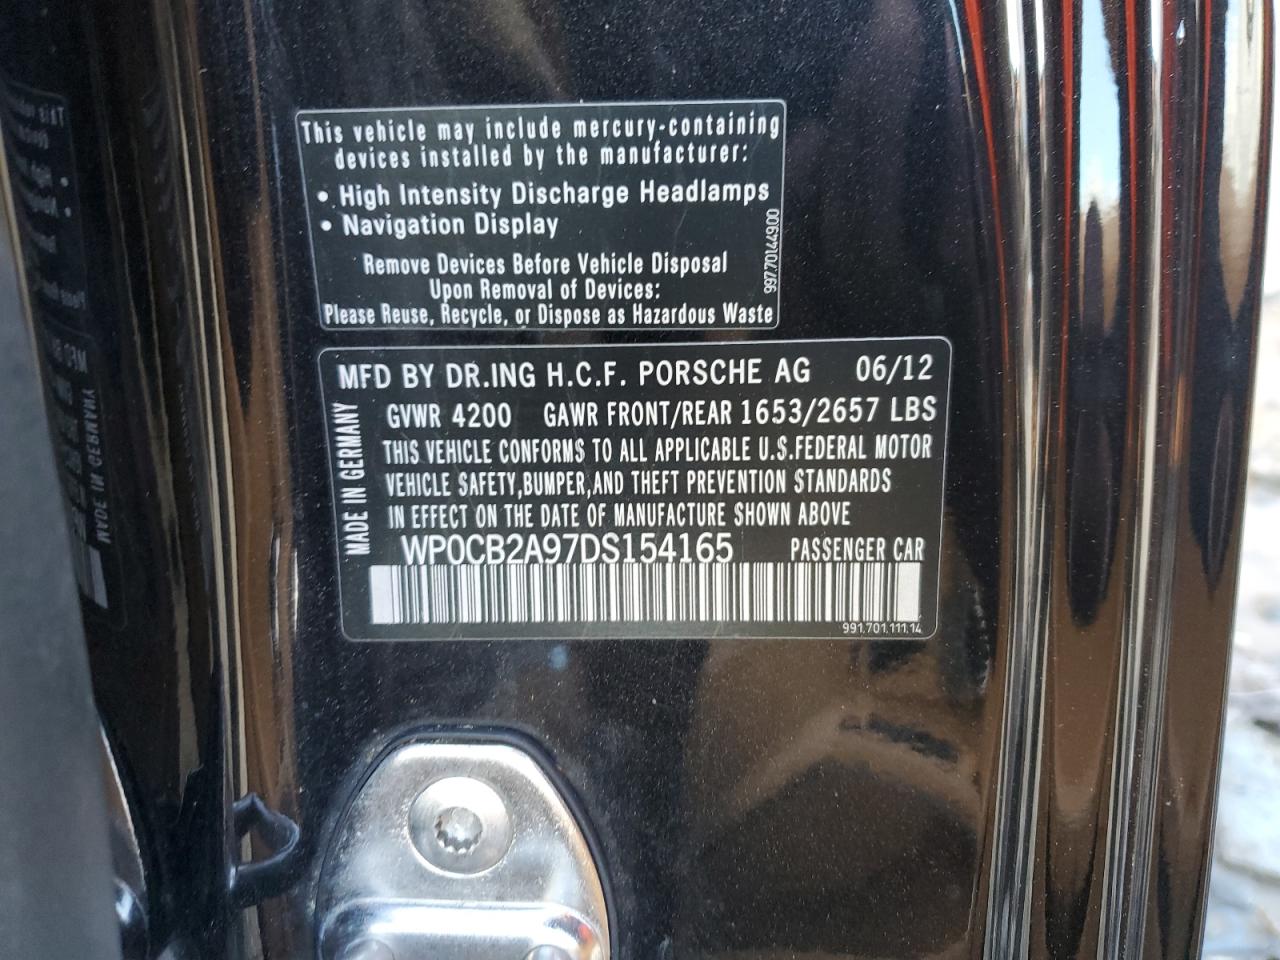 This vehicle may include mercury-containing
devices installed by the manufacturer:
• High Intensity Discharge Headlamps
• Navigation Display
Remove Devices Before Vehicle Disposal
Upon Removal of Devices:
Please Reuse, Recycle, or Dispose as Hazardous Waste
997.701.449.00
MFD BY DR.ING H.C.F. PORSCHE AG 06/12
GVWR 4200 GAWR FRONT/REAR 1653/2657 LBS
THIS VEHICLE CONFORMS TO ALL APPLICABLE U.S.FEDERAL MOTOR
VEHICLE SAFETY,BUMPER,AND THEFT PREVENTION STANDARDS
IN EFFECT ON THE DATE OF MANUFACTURE SHOWN ABOVE
MADE IN GERMANY
WP0CB2A97DS154165 PASSENGER CAR
991.701.111.14